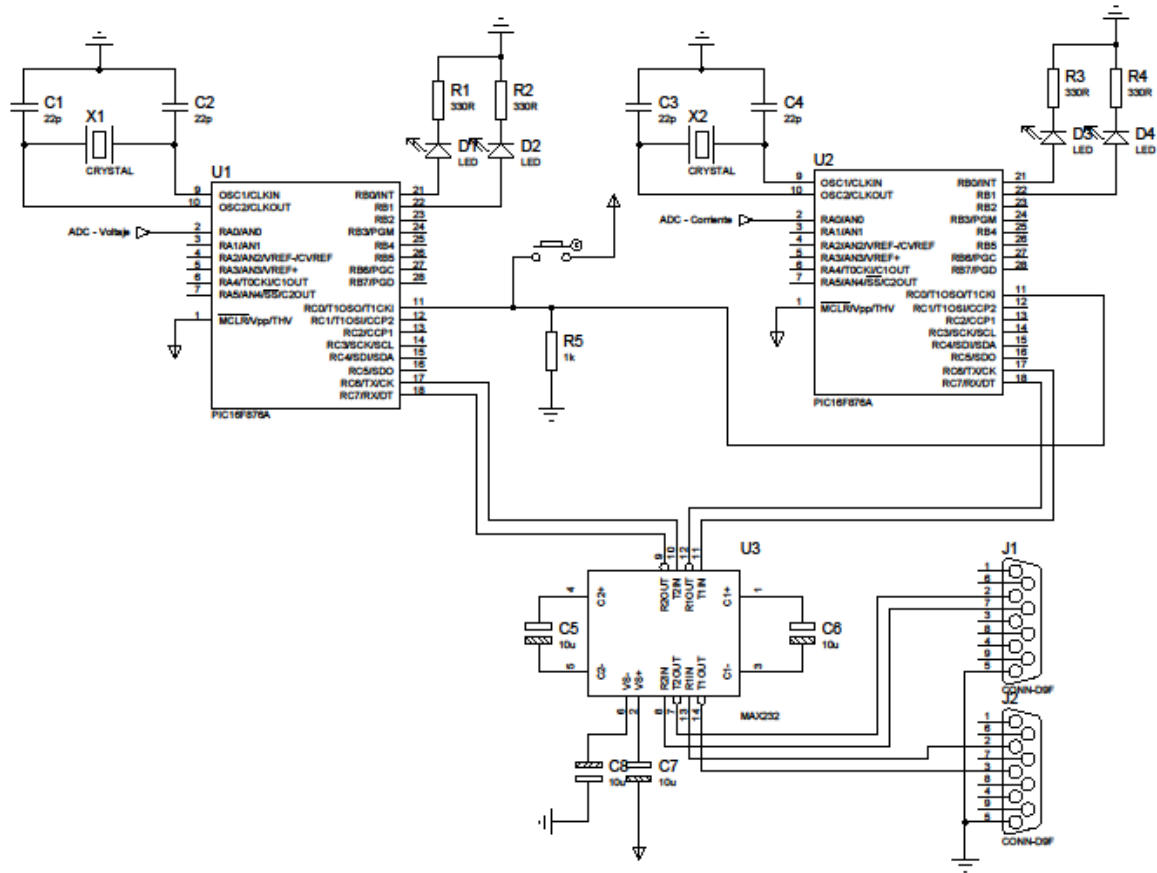 C1
22p
C2
22p
X1
CRYSTAL
R1
330R
R2
330R
D1
LED
D2
LED
U1
9 OSC1/CLKIN
10 OSC2/CLKOUT
ADC - Voltaje
2 RA0/AN0
3 RA1/AN1
4 RA2/AN2/VREF-/CVREF
5 RA3/AN3/VREF+
6 RA4/T0CKI/C1OUT
7 RA5/AN4/SS/C2OUT
1 MCLR/Vpp/THV
RB0/INT 21
RB1 22
RB2 23
RB3/PGM 24
RB4 25
RB5 26
RB6/PGC 27
RB7/PGD 28
RC0/T1OSO/T1CKI 11
RC1/T1OSI/CCP2 12
RC2/CCP1 13
RC3/SCK/SCL 14
RC4/SDI/SDA 15
RC5/SDO 16
RC6/TX/CK 17
RC7/RX/DT 18
PIC16F876A
R5
1k
C3
22p
C4
22p
X2
CRYSTAL
R3
330R
R4
330R
D3
LED
D4
LED
U2
9 OSC1/CLKIN
10 OSC2/CLKOUT
ADC - Corriente
2 RA0/AN0
3 RA1/AN1
4 RA2/AN2/VREF-/CVREF
5 RA3/AN3/VREF+
6 RA4/T0CKI/C1OUT
7 RA5/AN4/SS/C2OUT
1 MCLR/Vpp/THV
RB0/INT 21
RB1 22
RB2 23
RB3/PGM 24
RB4 25
RB5 26
RB6/PGC 27
RB7/PGD 28
RC0/T1OSO/T1CKI 11
RC1/T1OSI/CCP2 12
RC2/CCP1 13
RC3/SCK/SCL 14
RC4/SDI/SDA 15
RC5/SDO 16
RC6/TX/CK 17
RC7/RX/DT 18
PIC16F876A
U3
9 R2OUT
10 T2IN
12 R1OUT
11 T1IN
4 C2+
5 C2-
C1+ 1
C1- 3
C5
10u
C6
10u
VS- 6
VS+ 2
R2IN 8
T2OUT 7
R1IN 13
T1OUT 14
MAX232
C8
10u
C7
10u
J1
1
6
2
7
3
8
4
9
5
CONN-D9F
J2
1
6
2
7
3
8
4
9
5
CONN-D9F